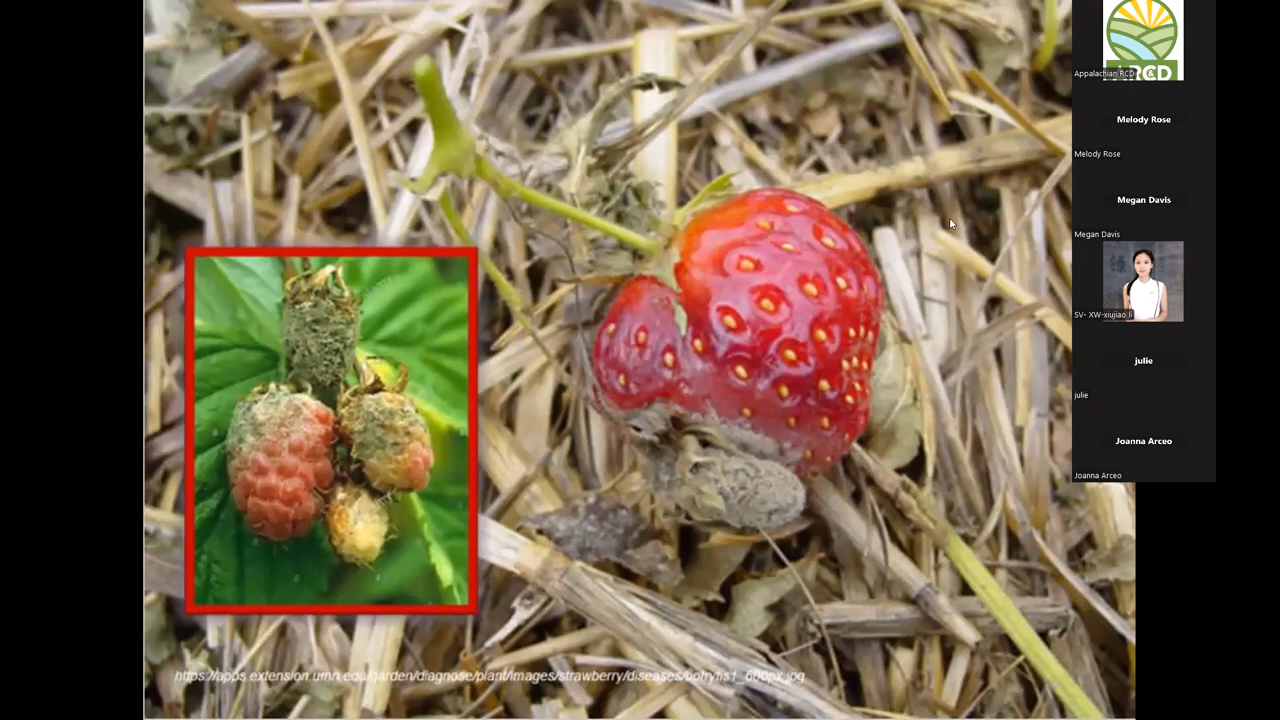 ARCD
Appalachian RCD
Melody Rose
Melody Rose
Megan Davis
Megan Davis
SV- XW-xiujiao li
julie
julie
Joanna Arceo
Joanna Arceo
https://apps.extension.umn.edu/garden/diagnose/plant/images/strawberry/diseases/botrytis1_600px.jpg